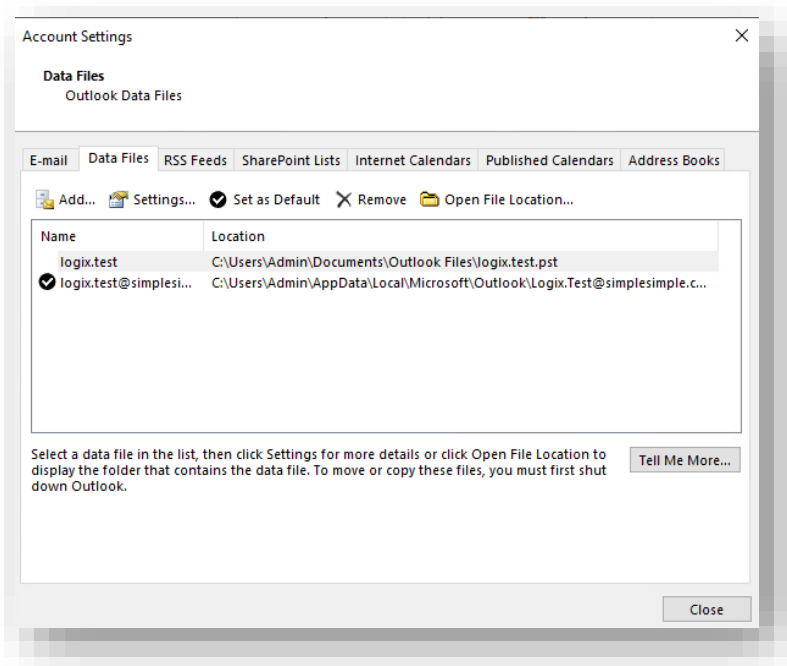 Account Settings
Data Files
Outlook Data Files
E-mail Data Files RSS Feeds SharePoint Lists Internet Calendars Published Calendars Address Books
Add... Settings... Set as Default Remove Open File Location...
Name Location
logix.test C:\Users\Admin\Documents\Outlook Files\logix.test.pst
logix.test@simplesi... C:\Users\Admin\AppData\Local\Microsoft\Outlook\Logix.Test@simplesimple.c...
Select a data file in the list, then click Settings for more details or click Open File Location to
display the folder that contains the data file. To move or copy these files, you must first shut
down Outlook.
Tell Me More...
Close